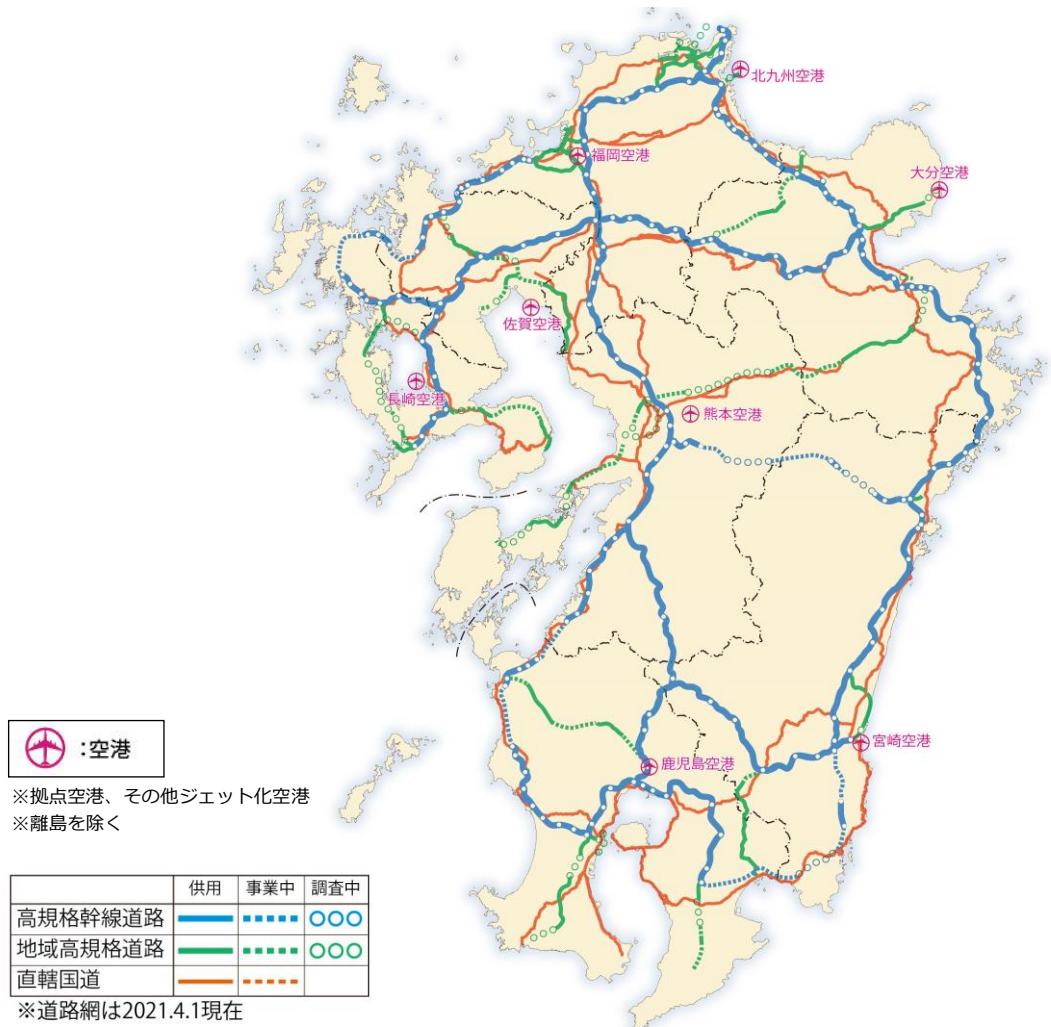 北九州空港
福岡空港
大分空港
佐賀空港
長崎空港
熊本空港
宮崎空港
鹿児島空港
:空港
※拠点空港、その他ジェット化空港
※離島を除く
供用 事業中 調査中
高規格幹線道路
地域高規格道路
直轄国道
※道路網は2021.4.1現在